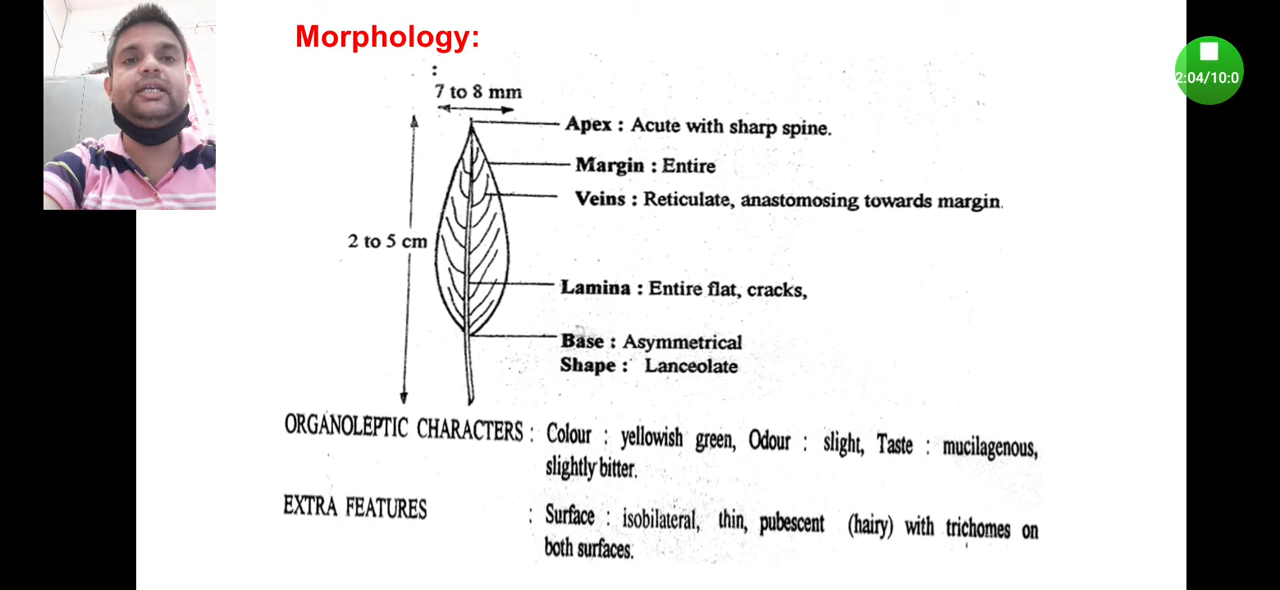 Morphology:
:
7 to 8 mm
2:04/10:0
Apex : Acute with sharp spine.
Margin : Entire
Veins : Reticulate, anastomosing towards margin.
2 to 5 cm
Lamina : Entire flat, cracks,
Base : Asymmetrical
Shape : Lanceolate
ORGANOLEPTIC CHARACTERS : Colour : yellowish green, Odour : slight, Taste : mucilagenous,
slightly bitter.
EXTRA FEATURES : Surface : isobilateral, thin, pubescent (hairy) with trichomes on
both surfaces.